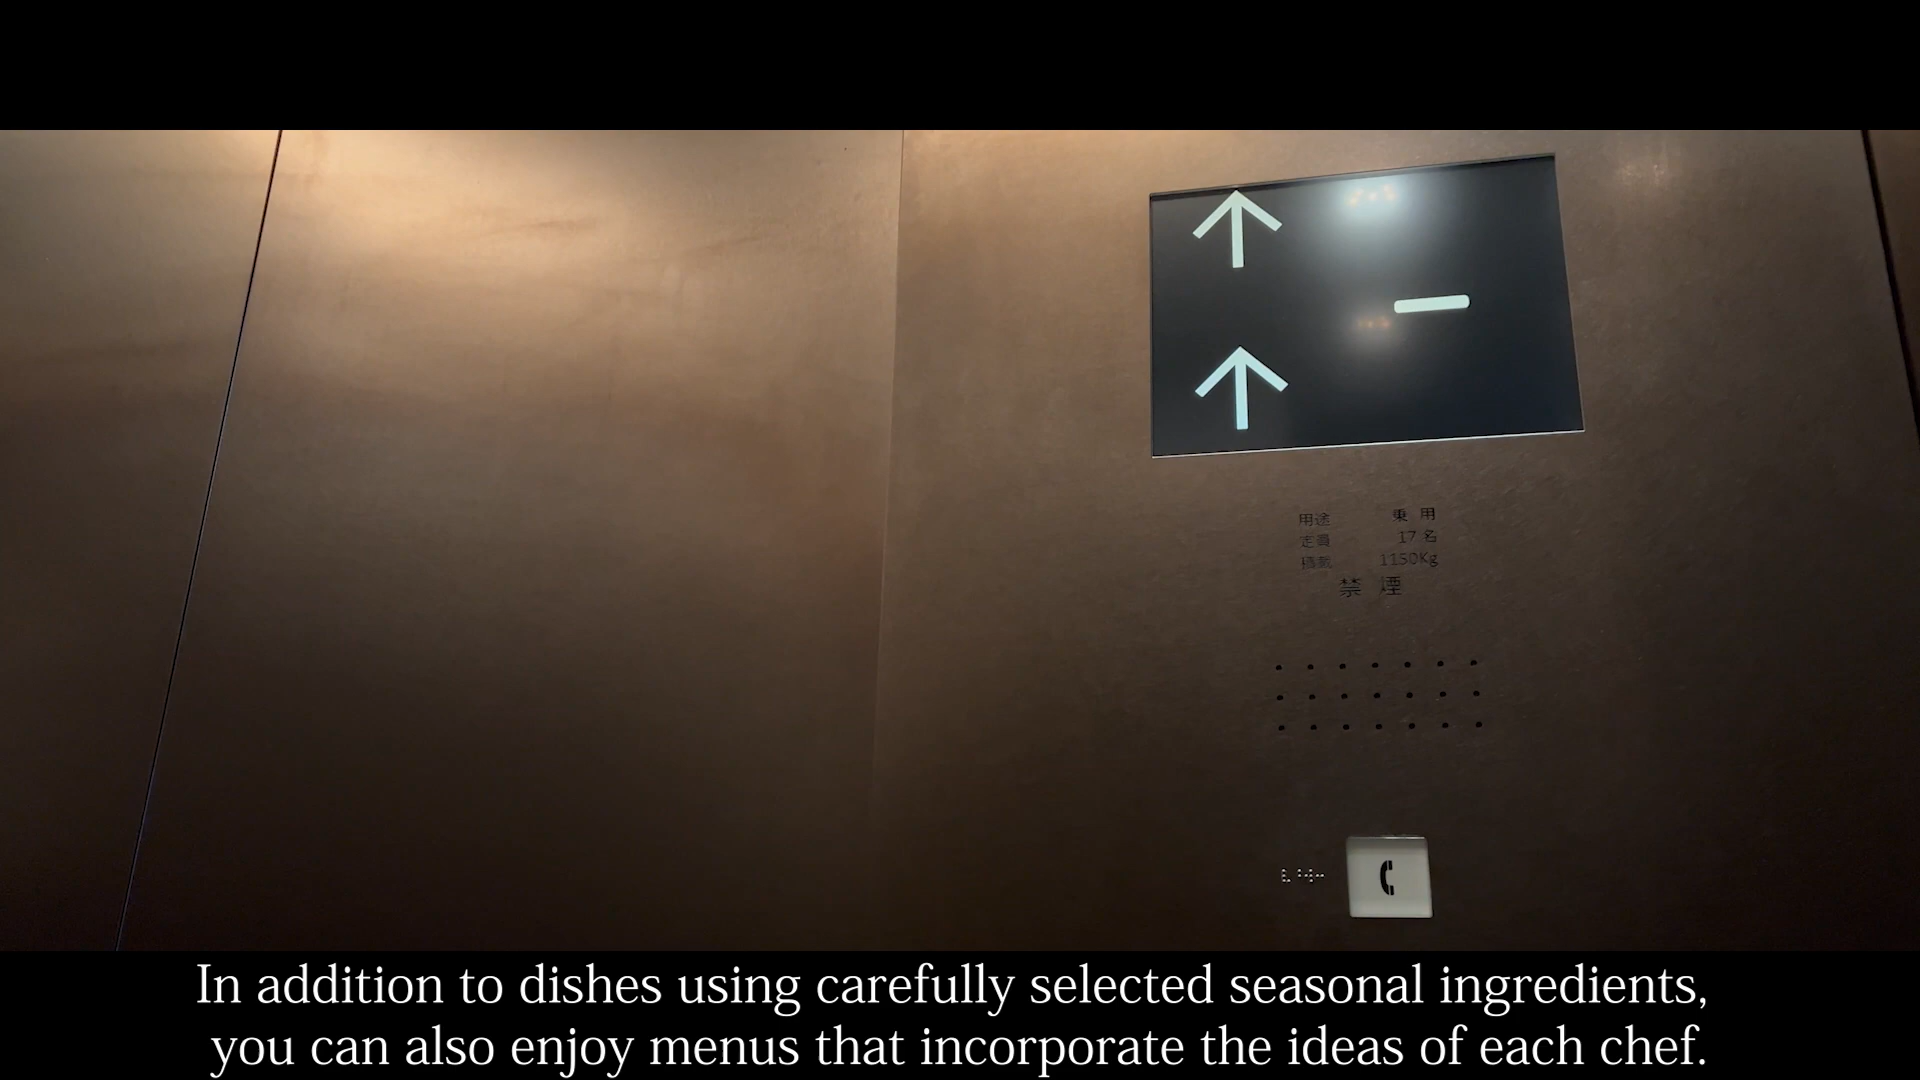 用途 乗用
定員 17名
積載 1150Kg
禁煙
In addition to dishes using carefully selected seasonal ingredients,
you can also enjoy menus that incorporate the ideas of each chef.